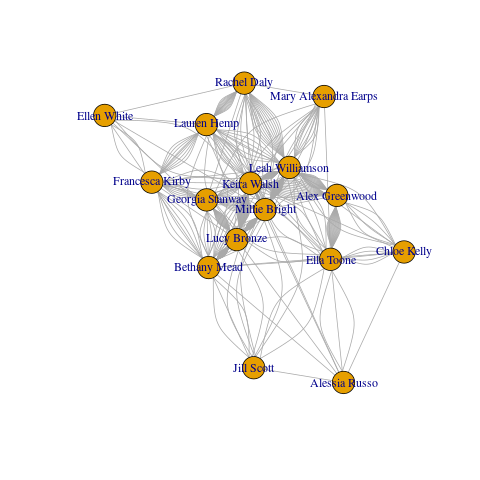 Rachel Daly
Mary Alexandra Earps
Ellen White
Lauren Hemp
Leah Williamson
Francesca Kirby
Keira Walsh
Georgia Stanway
Alex Greenwood
Millie Bright
Lucy Bronze
Chloe Kelly
Ella Toone
Bethany Mead
Jill Scott
Alessia Russo